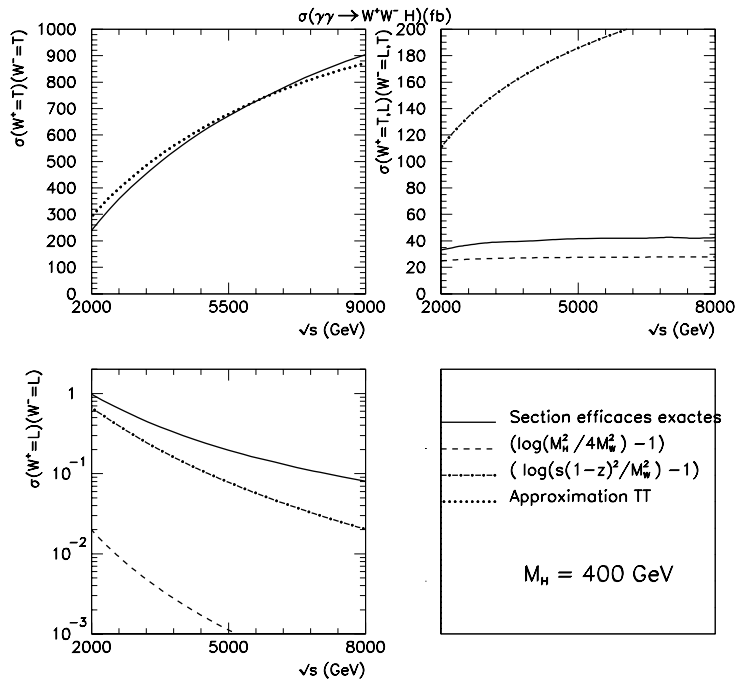 σ(γγ → W⁺W⁻ H)(fb)
σ(W⁺=T)(W⁻=T)
1000
900
800
700
600
500
400
300
200
100
0
2000 5500 9000
√s (GeV)
σ(W⁺=T,L)(W⁻=L,T)
200
180
160
140
120
100
80
60
40
20
0
2000 5000 8000
√s (GeV)
σ(W⁺=L)(W⁻=L)
1
10⁻¹
10⁻²
10⁻³
2000 5000 8000
√s (GeV)
Section efficaces exactes
(log(M_H²/4M_W²) −1)
( log(s(1−z)²/M_W²) −1)
Approximation TT
M_H = 400 GeV